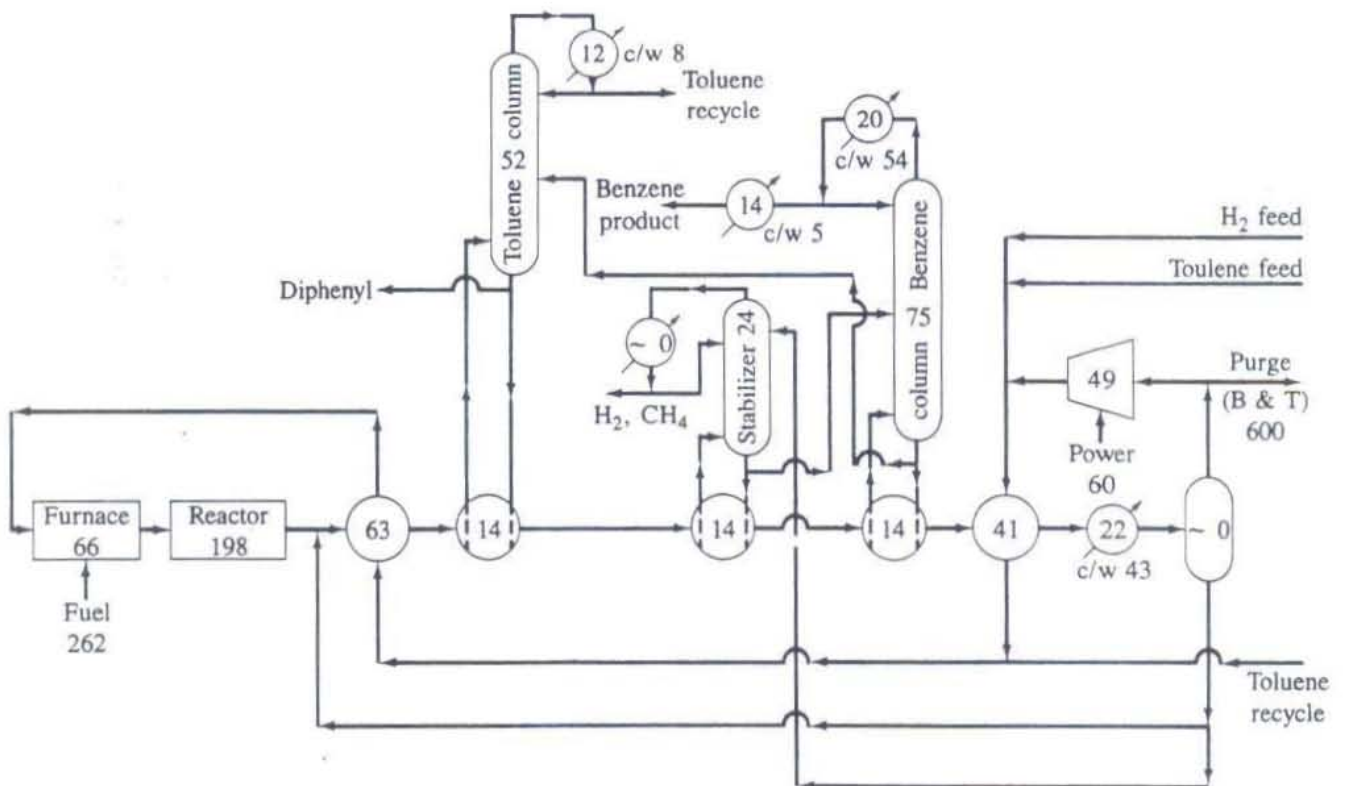 12
c/w 8
Toluene
recycle
Toluene 52 column
20
c/w 54
Benzene
product
14
c/w 5
H₂ feed
Toulene feed
Diphenyl
~ 0
Stabilizer 24
column 75 Benzene
49
Purge
(B & T)
600
H₂, CH₄
Power
60
Furnace
66
Reactor
198
63
14
14
14
41
22
~ 0
c/w 43
Fuel
262
Toluene
recycle